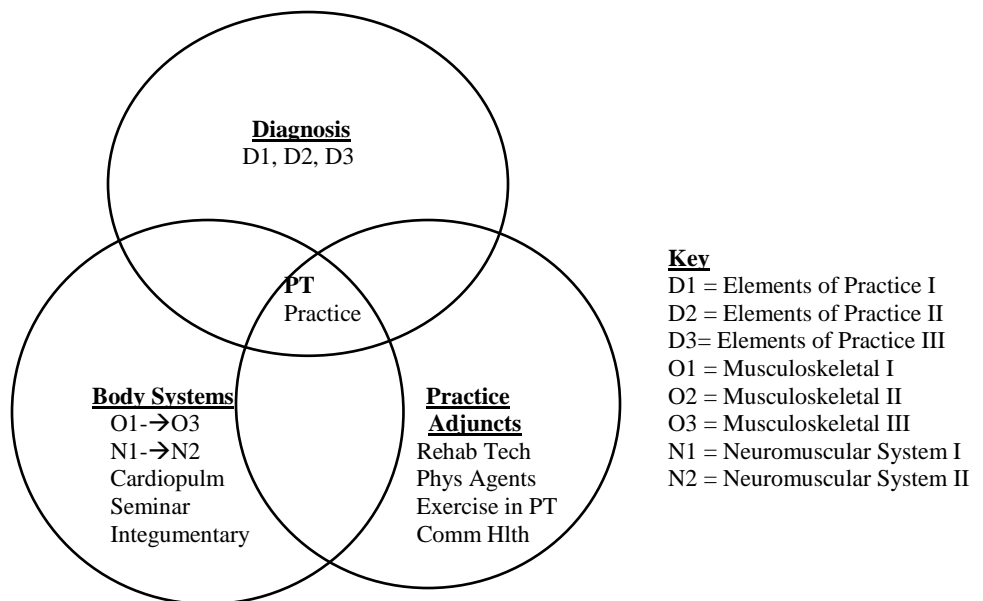 Diagnosis
D1, D2, D3
PT
Practice
Body Systems
O1-→O3
N1-→N2
Cardiopulm
Seminar
Integumentary
Practice
Adjuncts
Rehab Tech
Phys Agents
Exercise in PT
Comm Hlth
Key
D1 = Elements of Practice I
D2 = Elements of Practice II
D3= Elements of Practice III
O1 = Musculoskeletal I
O2 = Musculoskeletal II
O3 = Musculoskeletal III
N1 = Neuromuscular System I
N2 = Neuromuscular System II